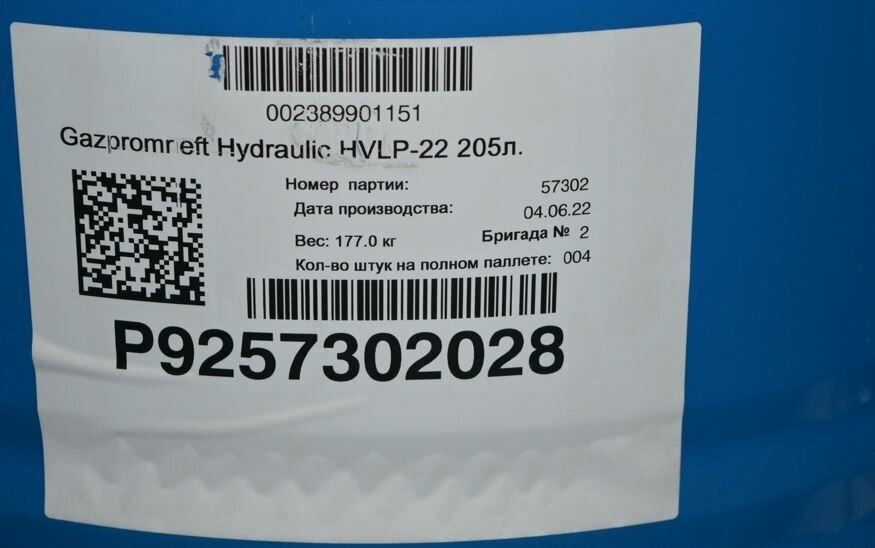 002389901151
Gazpromneft Hydraulic HVLP-22 205л.
Номер партии: 57302
Дата производства: 04.06.22
Вес: 177.0 кг Бригада № 2
Кол-во штук на полном паллете: 004
P9257302028